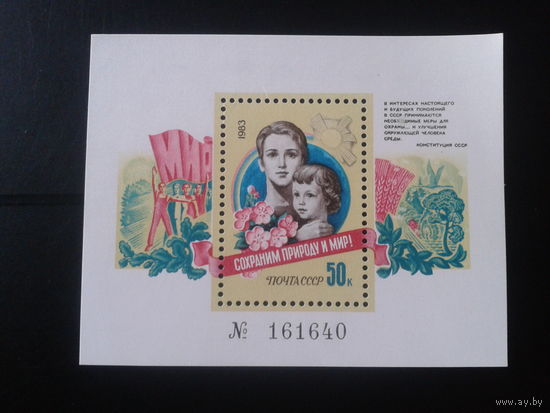 В ИНТЕРЕСАХ НАСТОЯЩЕГО
И БУДУЩИХ ПОКОЛЕНИЙ
В СССР ПРИНИМАЮТСЯ
НЕОБХОДИМЫЕ МЕРЫ ДЛЯ
ОХРАНЫ... И УЛУЧШЕНИЯ
ОКРУЖАЮЩЕЙ ЧЕЛОВЕКА
СРЕДЫ.
КОНСТИТУЦИЯ СССР
1983
МИР
СОХРАНИМ ПРИРОДУ И МИР!
ПОЧТА СССР 50 к
№ 161640
www.ay.by